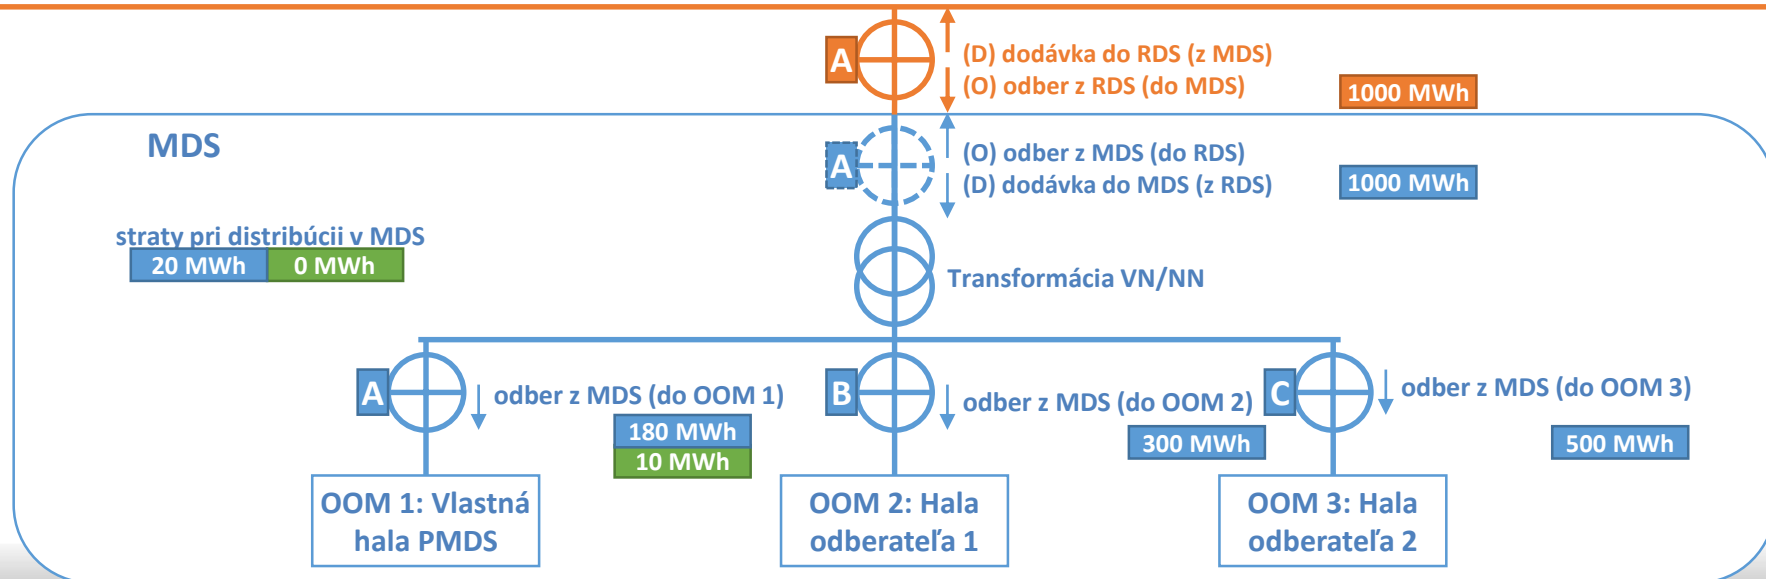 A
(D) dodávka do RDS (z MDS)
(O) odber z RDS (do MDS)
1000 MWh
MDS
A
(O) odber z MDS (do RDS)
(D) dodávka do MDS (z RDS)
1000 MWh
straty pri distribúcii v MDS
20 MWh 0 MWh
Transformácia VN/NN
A
odber z MDS (do OOM 1)
180 MWh
10 MWh
B
odber z MDS (do OOM 2)
300 MWh
C
odber z MDS (do OOM 3)
500 MWh
OOM 1: Vlastná
hala PMDS
OOM 2: Hala
odberateľa 1
OOM 3: Hala
odberateľa 2